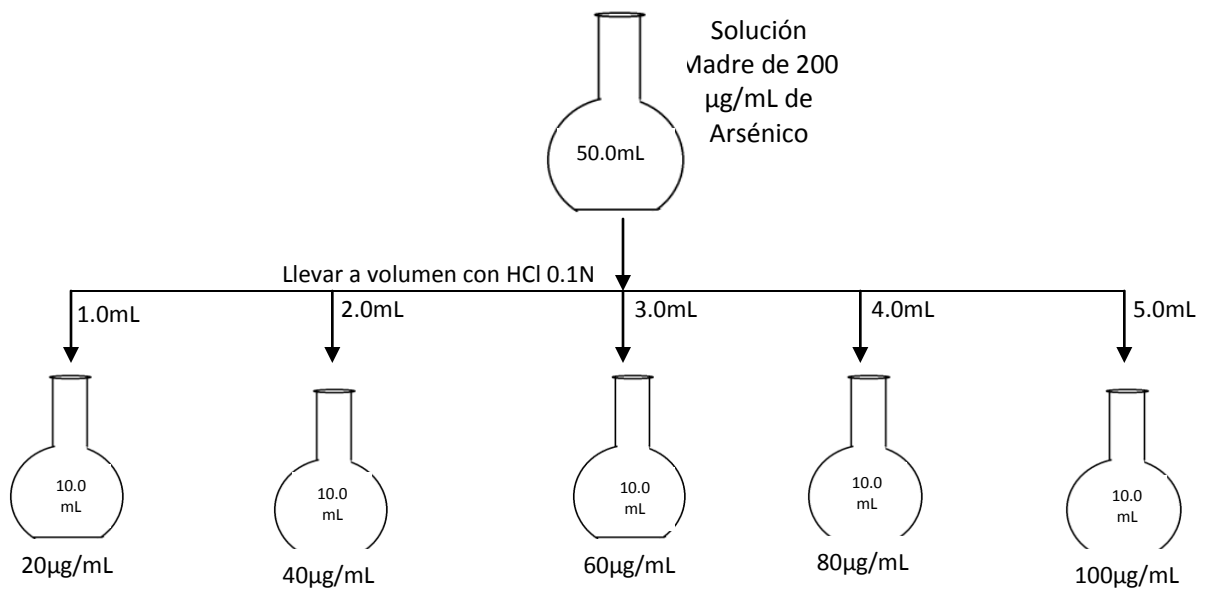 Solución
Madre de 200
µg/mL de
Arsénico
50.0mL
Llevar a volumen con HCl 0.1N
1.0mL
2.0mL
3.0mL
4.0mL
5.0mL
10.0
mL
10.0
mL
10.0
mL
10.0
mL
10.0
mL
20µg/mL
40µg/mL
60µg/mL
80µg/mL
100µg/mL